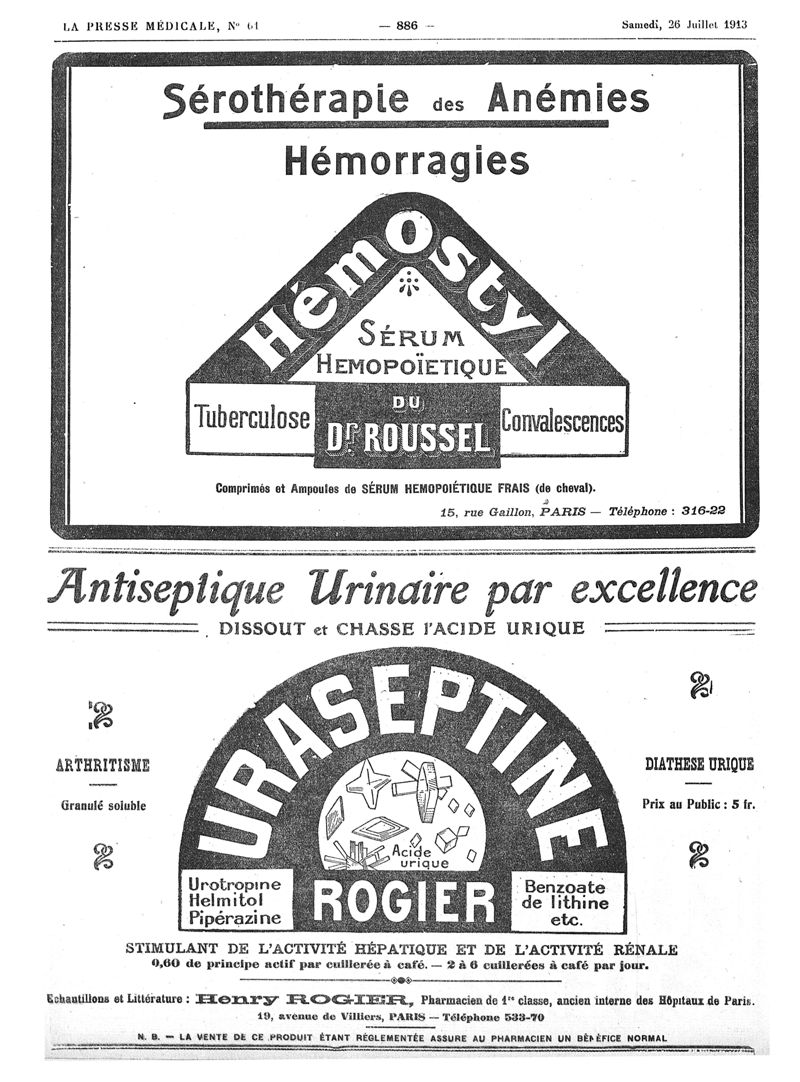 LA PRESSE MÉDICALE, N° 61
— 886 —
Samedi, 26 Juillet 1913
Sérothérapie des Anémies
Hémorragies
HémOstyl
SÉRUM
HEMOPOÏETIQUE
DU
Dr ROUSSEL
Tuberculose
Convalescences
Comprimés et Ampoules de SÉRUM HEMOPOIÉTIQUE FRAIS (de cheval).
15, rue Gaillon, PARIS — Téléphone : 316-22
Antiseptique Urinaire par excellence
DISSOUT et CHASSE l'ACIDE URIQUE
URASEPTINE
ARTHRITISME
Granulé soluble
DIATHESE URIQUE
Prix au Public : 5 fr.
Acide
urique
Urotropine
Helmitol
Pipérazine
ROGIER
Benzoate
de lithine
etc.
STIMULANT DE L'ACTIVITÉ HÉPATIQUE ET DE L'ACTIVITÉ RÉNALE
0,60 de principe actif par cuillerée à café. — 2 à 6 cuillerées à café par jour.
Echantillons et Littérature : Henry ROGIER, Pharmacien de 1re classe, ancien interne des Hôpitaux de Paris.
19, avenue de Villiers, PARIS — Téléphone 533-70
N. B. — LA VENTE DE CE PRODUIT ÉTANT RÉGLEMENTÉE ASSURE AU PHARMACIEN UN BÉNÉFICE NORMAL